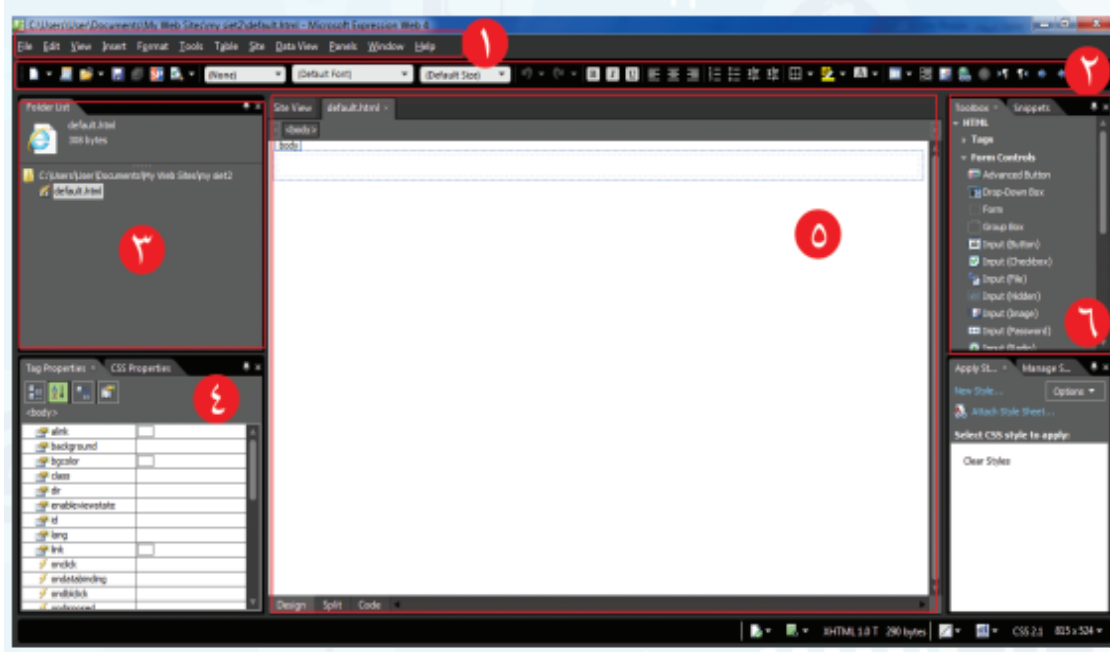 C:\Users\User\Documents\My Web Sites\my siet2\default.html - Microsoft Expression Web 4
File Edit View Insert Format Tools Table Site Data View Panels Window Help
١
(None) (Default Font) (Default Size)
٢
Folder List
default.html
308 bytes
C:\Users\User\Documents\My Web Sites\my siet2
default.html
٣
Tag Properties CSS Properties
٤
<body>
alink
background
bgcolor
class
dir
enableviewstate
id
lang
link
onclick
ondatabinding
ondblclick
ondisposed
Site View default.html
<body>
body
٥
Design Split Code
Toolbox Snippets
HTML
Tags
Form Controls
Advanced Button
Drop-Down Box
Form
Group Box
Input (Button)
Input (Checkbox)
Input (File)
Input (Hidden)
Input (Image)
Input (Password)
Input (Radio)
٦
Apply St... Manage S...
New Style... Options
Attach Style Sheet...
Select CSS style to apply:
Clear Styles
XHTML 1.0 T 290 bytes CSS 2.1 815 x 524